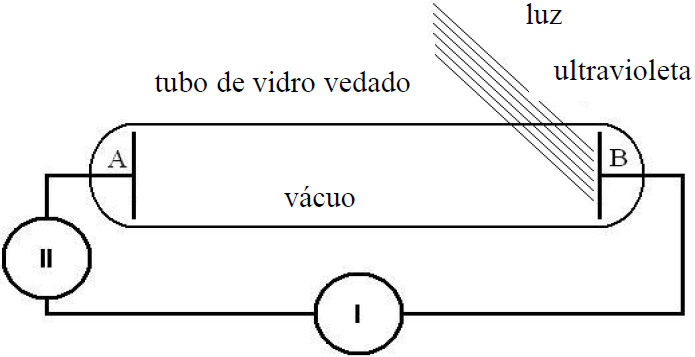 luz
ultravioleta
tubo de vidro vedado
A
B
vácuo
II
I